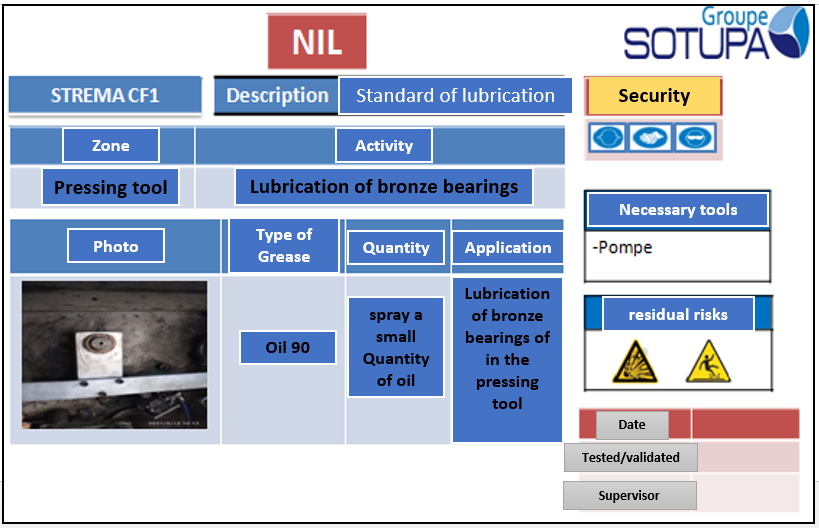 NIL
Groupe
SOTUPA
STREMA CF1
Description
Standard of lubrication
Security
Zone
Activity
Pressing tool
Lubrication of bronze bearings
Necessary tools
-Pompe
Photo
Type of
Grease
Quantity
Application
Oil 90
spray a
small
Quantity
of oil
Lubrication
of bronze
bearings of
in the
pressing
tool
residual risks
Date
Tested/validated
Supervisor